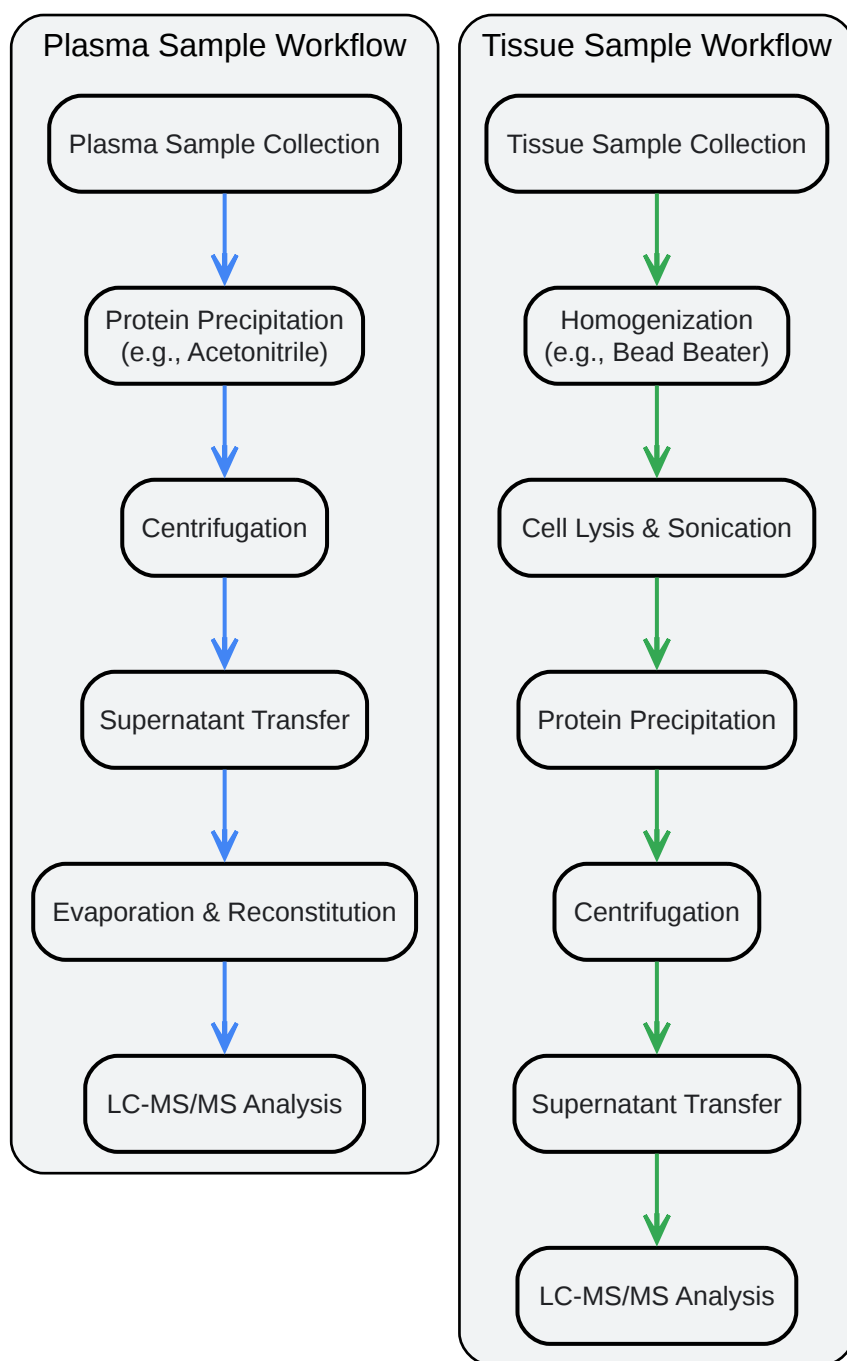 Plasma Sample Workflow
Plasma Sample Collection
Protein Precipitation
(e.g., Acetonitrile)
Centrifugation
Supernatant Transfer
Evaporation & Reconstitution
LC-MS/MS Analysis
Tissue Sample Workflow
Tissue Sample Collection
Homogenization
(e.g., Bead Beater)
Cell Lysis & Sonication
Protein Precipitation
Centrifugation
Supernatant Transfer
LC-MS/MS Analysis